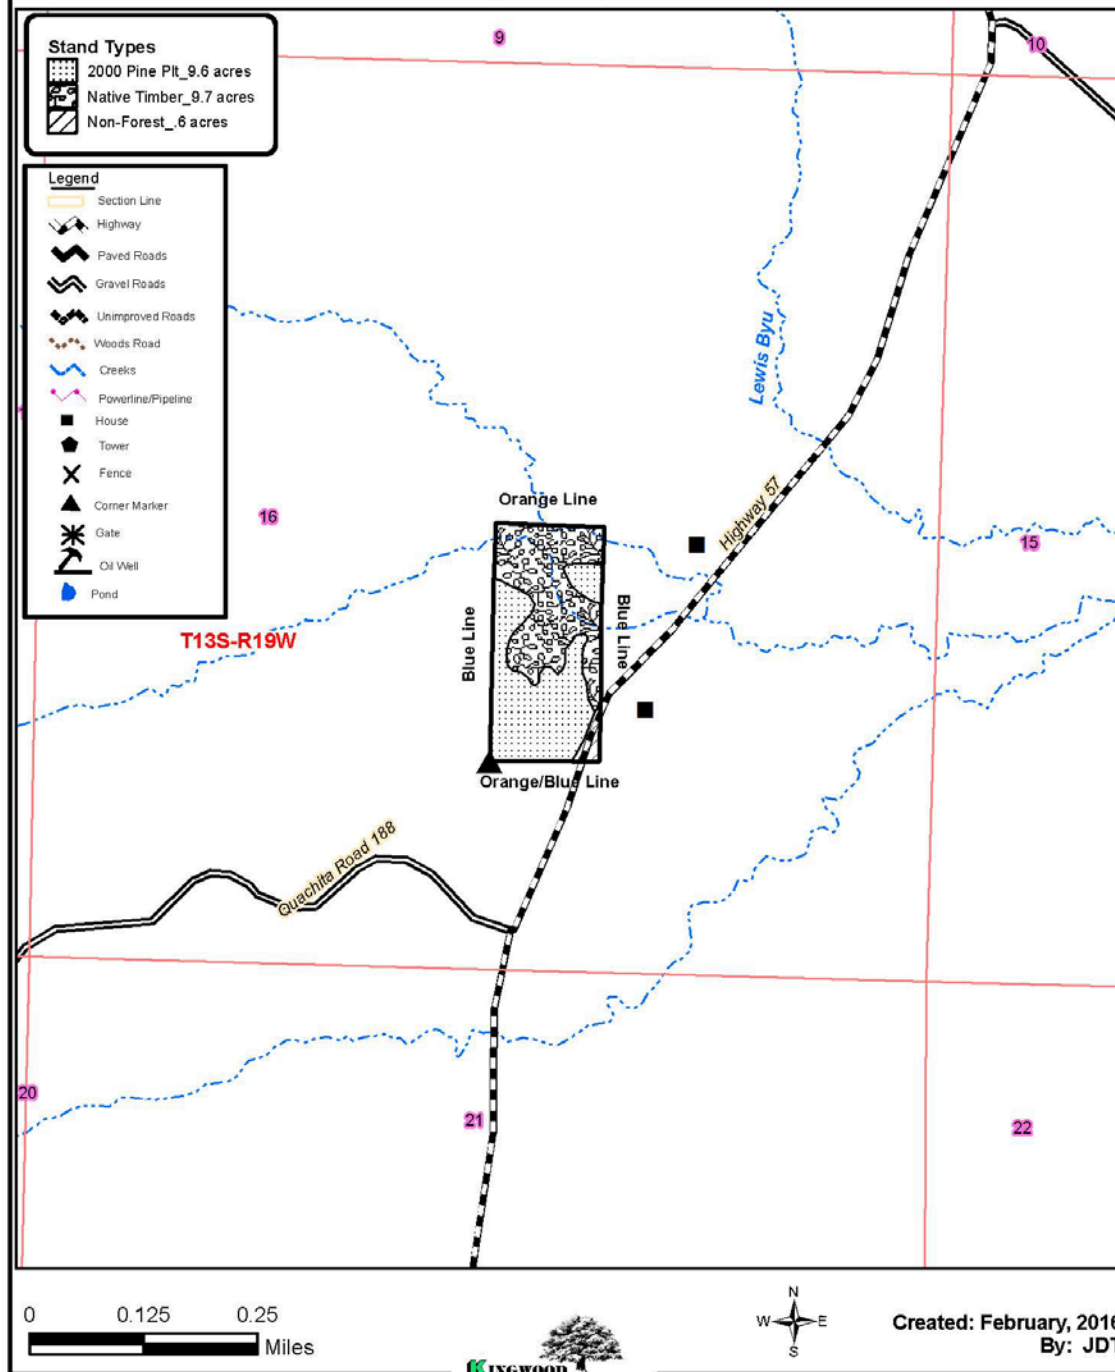 Stand Types
2000 Pine Plt_9.6 acres
Native Timber_9.7 acres
Non-Forest_.6 acres
Legend
Section Line
Highway
Paved Roads
Gravel Roads
Unimproved Roads
Woods Road
Creeks
Powerline/Pipeline
House
Tower
Fence
Corner Marker
Gate
Oil Well
Pond
9
10
Lewis Byu
Highway 57
16
15
Orange Line
Blue Line
Blue Line
T13S-R19W
Orange/Blue Line
Quachita Road 188
20
21
22
0 0.125 0.25
Miles
N
W E
S
Created: February, 2016
By: JDT
KINGWOOD